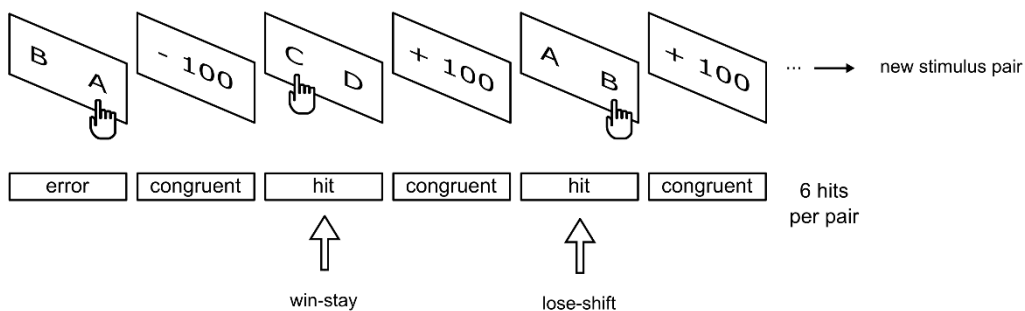 B A
- 100
C D
+ 100
A B
+ 100
... new stimulus pair
error
congruent
hit
congruent
hit
congruent
6 hits
per pair
win-stay
lose-shift